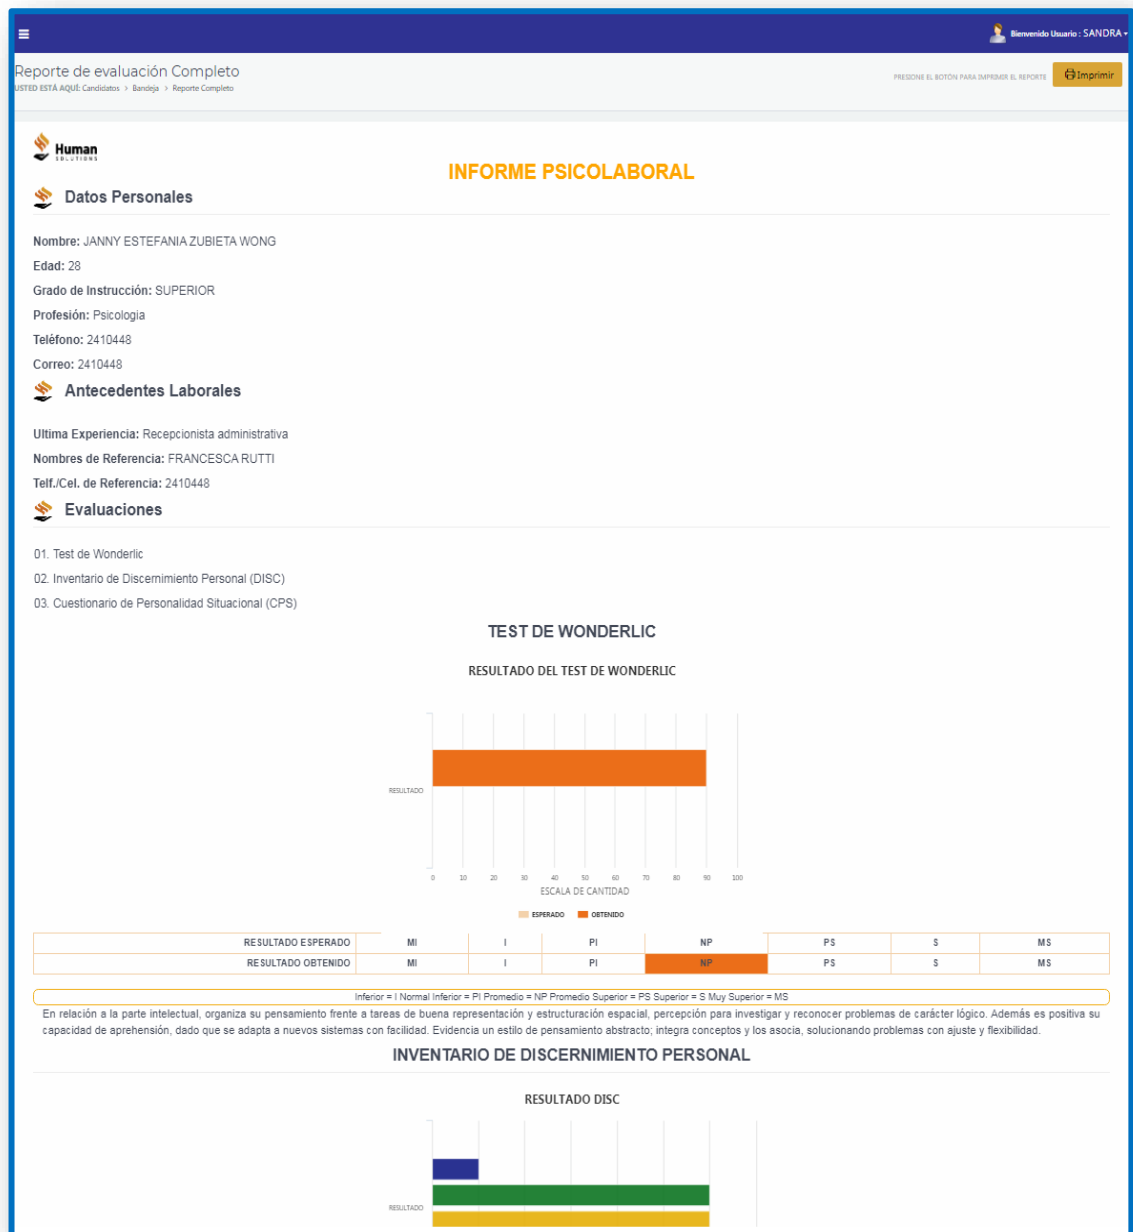 Bienvenido Usuario : SANDRA
Reporte de evaluación Completo
USTED ESTÁ AQUÍ: Candidatos > Bandeja > Reporte Completo
PRESIONE EL BOTÓN PARA IMPRIMIR EL REPORTE
Imprimir
Human
SOLUTIONS
INFORME PSICOLABORAL
Datos Personales
Nombre: JANNY ESTEFANIA ZUBIETA WONG
Edad: 28
Grado de Instrucción: SUPERIOR
Profesión: Psicologia
Teléfono: 2410448
Correo: 2410448
Antecedentes Laborales
Ultima Experiencia: Recepcionista administrativa
Nombres de Referencia: FRANCESCA RUTTI
Telf./Cel. de Referencia: 2410448
Evaluaciones
01. Test de Wonderlic
02. Inventario de Discernimiento Personal (DISC)
03. Cuestionario de Personalidad Situacional (CPS)
TEST DE WONDERLIC
RESULTADO DEL TEST DE WONDERLIC
RESULTADO
0 10 20 30 40 50 60 70 80 90 100
ESCALA DE CANTIDAD
ESPERADO OBTENIDO
RESULTADO ESPERADO MI I PI NP PS S MS
RESULTADO OBTENIDO MI I PI NP PS S MS
Inferior = I Normal Inferior = PI Promedio = NP Promedio Superior = PS Superior = S Muy Superior = MS
En relación a la parte intelectual, organiza su pensamiento frente a tareas de buena representación y estructuración espacial, percepción para investigar y reconocer problemas de carácter lógico. Además es positiva su
capacidad de aprehensión, dado que se adapta a nuevos sistemas con facilidad. Evidencia un estilo de pensamiento abstracto; integra conceptos y los asocia, solucionando problemas con ajuste y flexibilidad.
INVENTARIO DE DISCERNIMIENTO PERSONAL
RESULTADO DISC
RESULTADO